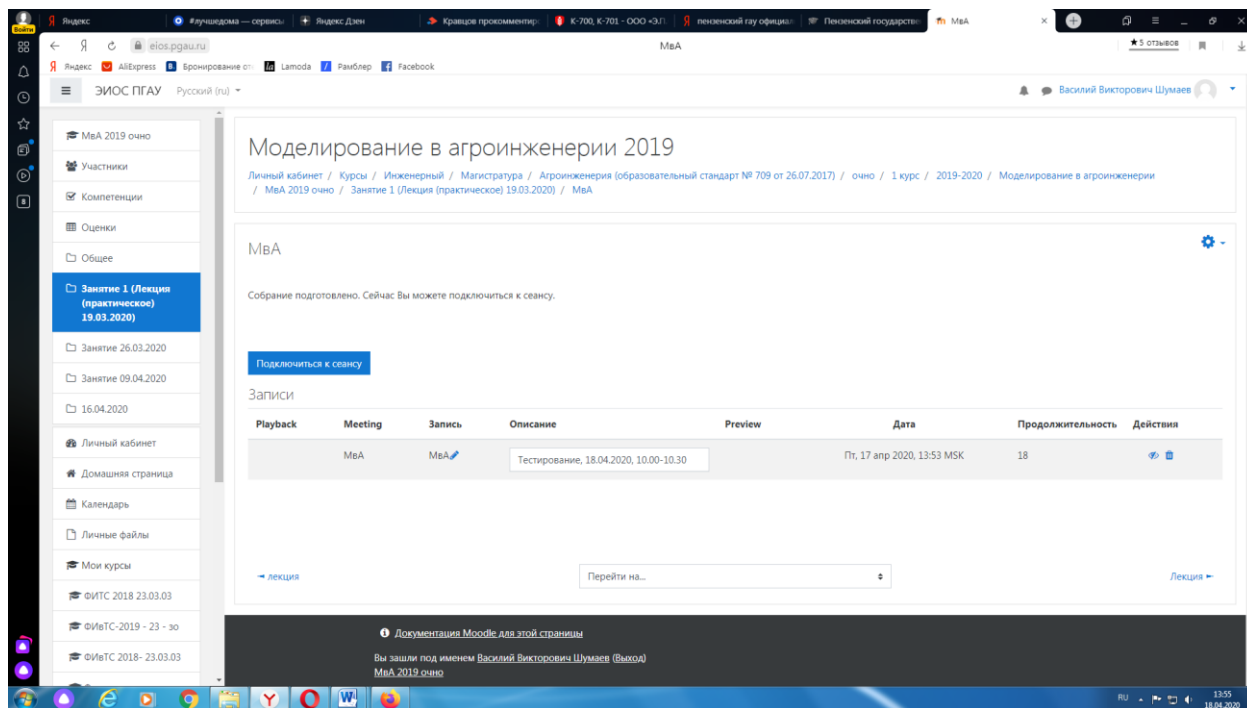 Войти
Яндекс
#лучшедома — сервисы
Яндекс.Дзен
Кравцов прокомментиро
К-700, К-701 - ООО «Э.П.
пензенский гау официал
Пензенский государстве
МвА
eios.pgau.ru
МвА
★5 отзывов
Яндекс
AliExpress
Бронирование от
Lamoda
Рамблер
Facebook
ЭИОС ПГАУ
Русский (ru)
Василий Викторович Шумаев
МвА 2019 очно
Участники
Компетенции
Оценки
Общее
Занятие 1 (Лекция
(практическое)
19.03.2020)
Занятие 26.03.2020
Занятие 09.04.2020
16.04.2020
Личный кабинет
Домашняя страница
Календарь
Личные файлы
Мои курсы
ФИТС 2018 23.03.03
ФИвТС-2019 - 23 - зо
ФИвТС 2018- 23.03.03
Моделирование в агроинженерии 2019
Личный кабинет / Курсы / Инженерный / Магистратура / Агроинженерия (образовательный стандарт № 709 от 26.07.2017) / очно / 1 курс / 2019-2020 / Моделирование в агроинженерии
/ МвА 2019 очно / Занятие 1 (Лекция (практическое) 19.03.2020) / МвА
МвА
Собрание подготовлено. Сейчас Вы можете подключиться к сеансу.
Подключиться к сеансу
Записи
Playback Meeting Запись Описание Preview Дата Продолжительность Действия
МвА МвА Тестирование, 18.04.2020, 10.00-10.30 Пт, 17 апр 2020, 13:53 MSK 18
◄ лекция
Перейти на...
Лекция ►
Документация Moodle для этой страницы
Вы зашли под именем Василий Викторович Шумаев (Выход)
МвА 2019 очно
RU
13:55
18.04.2020